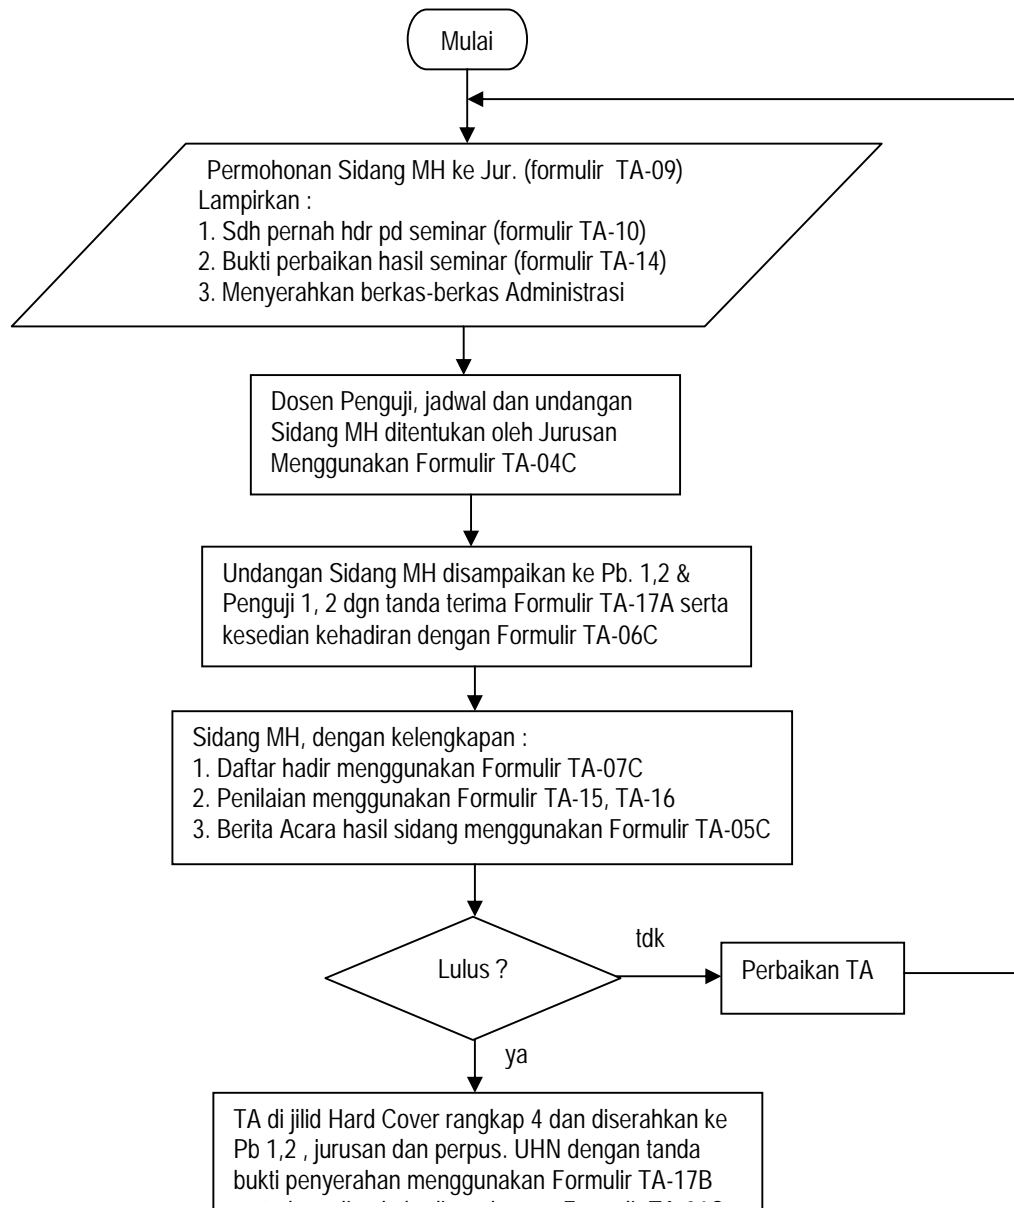 Mulai
Permohonan Sidang MH ke Jur. (formulir TA-09)
Lampirkan :
1. Sdh pernah hdr pd seminar (formulir TA-10)
2. Bukti perbaikan hasil seminar (formulir TA-14)
3. Menyerahkan berkas-berkas Administrasi
Dosen Penguji, jadwal dan undangan
Sidang MH ditentukan oleh Jurusan
Menggunakan Formulir TA-04C
Undangan Sidang MH disampaikan ke Pb. 1,2 &
Penguji 1, 2 dgn tanda terima Formulir TA-17A serta
kesedian kehadiran dengan Formulir TA-06C
Sidang MH, dengan kelengkapan :
1. Daftar hadir menggunakan Formulir TA-07C
2. Penilaian menggunakan Formulir TA-15, TA-16
3. Berita Acara hasil sidang menggunakan Formulir TA-05C
Lulus ?
tdk
Perbaikan TA
ya
TA di jilid Hard Cover rangkap 4 dan diserahkan ke
Pb 1,2 , jurusan dan perpus. UHN dengan tanda
bukti penyerahan menggunakan Formulir TA-17B